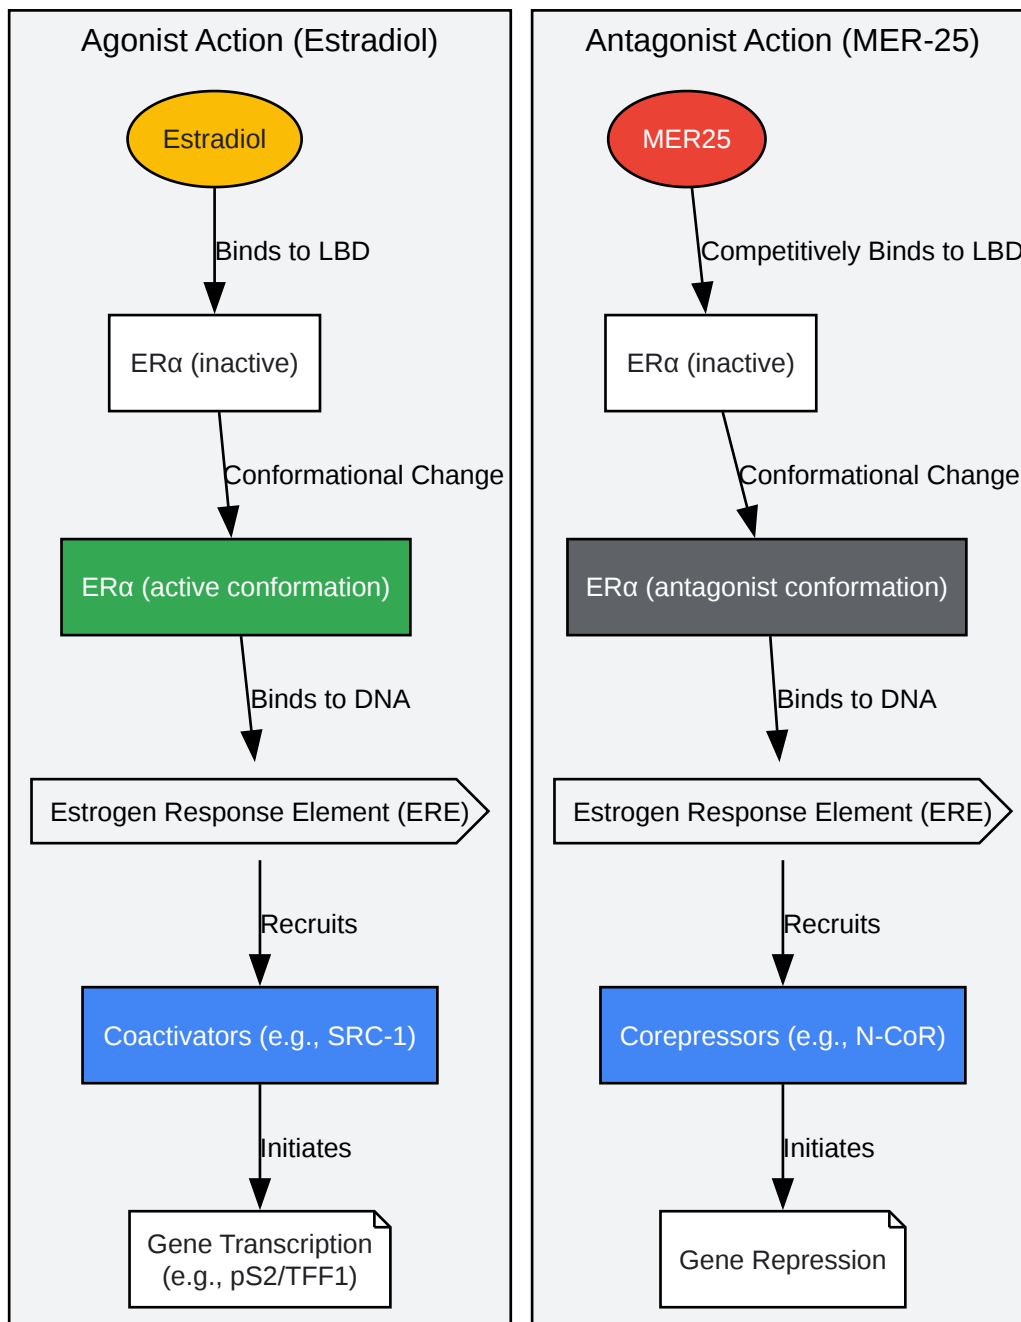 Agonist Action (Estradiol)
Estradiol
Binds to LBD
ERα (inactive)
Conformational Change
ERα (active conformation)
Binds to DNA
Estrogen Response Element (ERE)
Recruits
Coactivators (e.g., SRC-1)
Initiates
Gene Transcription
(e.g., pS2/TFF1)
Antagonist Action (MER-25)
MER25
Competitively Binds to LBD
ERα (inactive)
Conformational Change
ERα (antagonist conformation)
Binds to DNA
Estrogen Response Element (ERE)
Recruits
Corepressors (e.g., N-CoR)
Initiates
Gene Repression